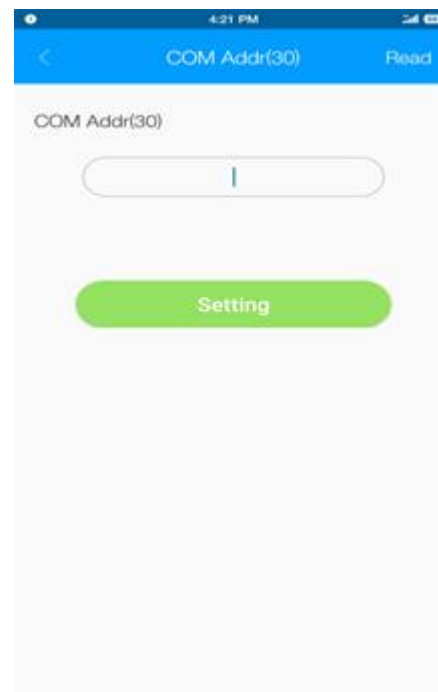 4:21 PM
COM Addr(30)
Read
COM Addr(30)
Setting